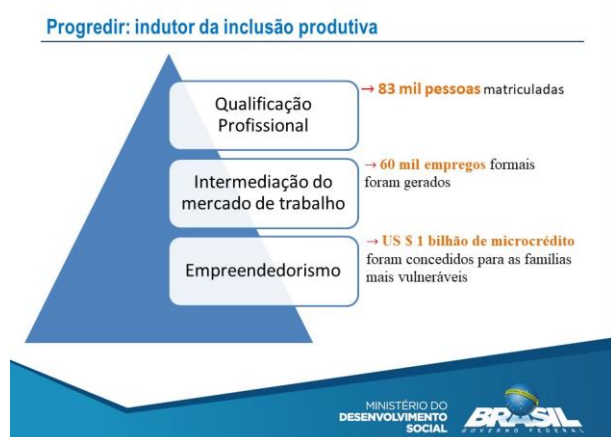 Progredir: indutor da inclusão produtiva
Qualificação
Profissional
→ 83 mil pessoas matriculadas
Intermediação do
mercado de trabalho
→ 60 mil empregos formais
foram gerados
Empreendedorismo
→ US $ 1 bilhão de microcrédito
foram concedidos para as famílias
mais vulneráveis
MINISTÉRIO DO
DESENVOLVIMENTO
SOCIAL
BRASIL
GOVERNO FEDERAL